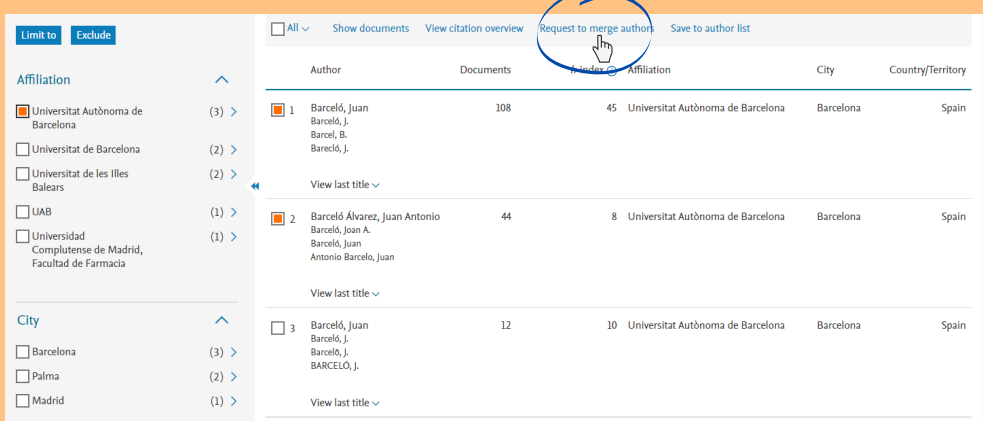 Limit to Exclude
Affiliation
Universitat Autònoma de (3)
Barcelona
Universitat de Barcelona (2)
Universitat de les Illes (2)
Balears
UAB (1)
Universidad (1)
Complutense de Madrid,
Facultad de Farmacia
City
Barcelona (3)
Palma (2)
Madrid (1)
All Show documents View citation overview Request to merge authors Save to author list
Author Documents h-index Affiliation City Country/Territory
1 Barceló, Juan 108 45 Universitat Autònoma de Barcelona Barcelona Spain
Barceló, J.
Barcel, B.
Barecló, J.
View last title
2 Barceló Álvarez, Juan Antonio 44 8 Universitat Autònoma de Barcelona Barcelona Spain
Barceló, Joan A.
Barceló, Juan
Antonio Barcelo, Juan
View last title
3 Barceló, Juan 12 10 Universitat Autònoma de Barcelona Barcelona Spain
Barceló, J.
Barceló, J.
BARCELÓ, J.
View last title